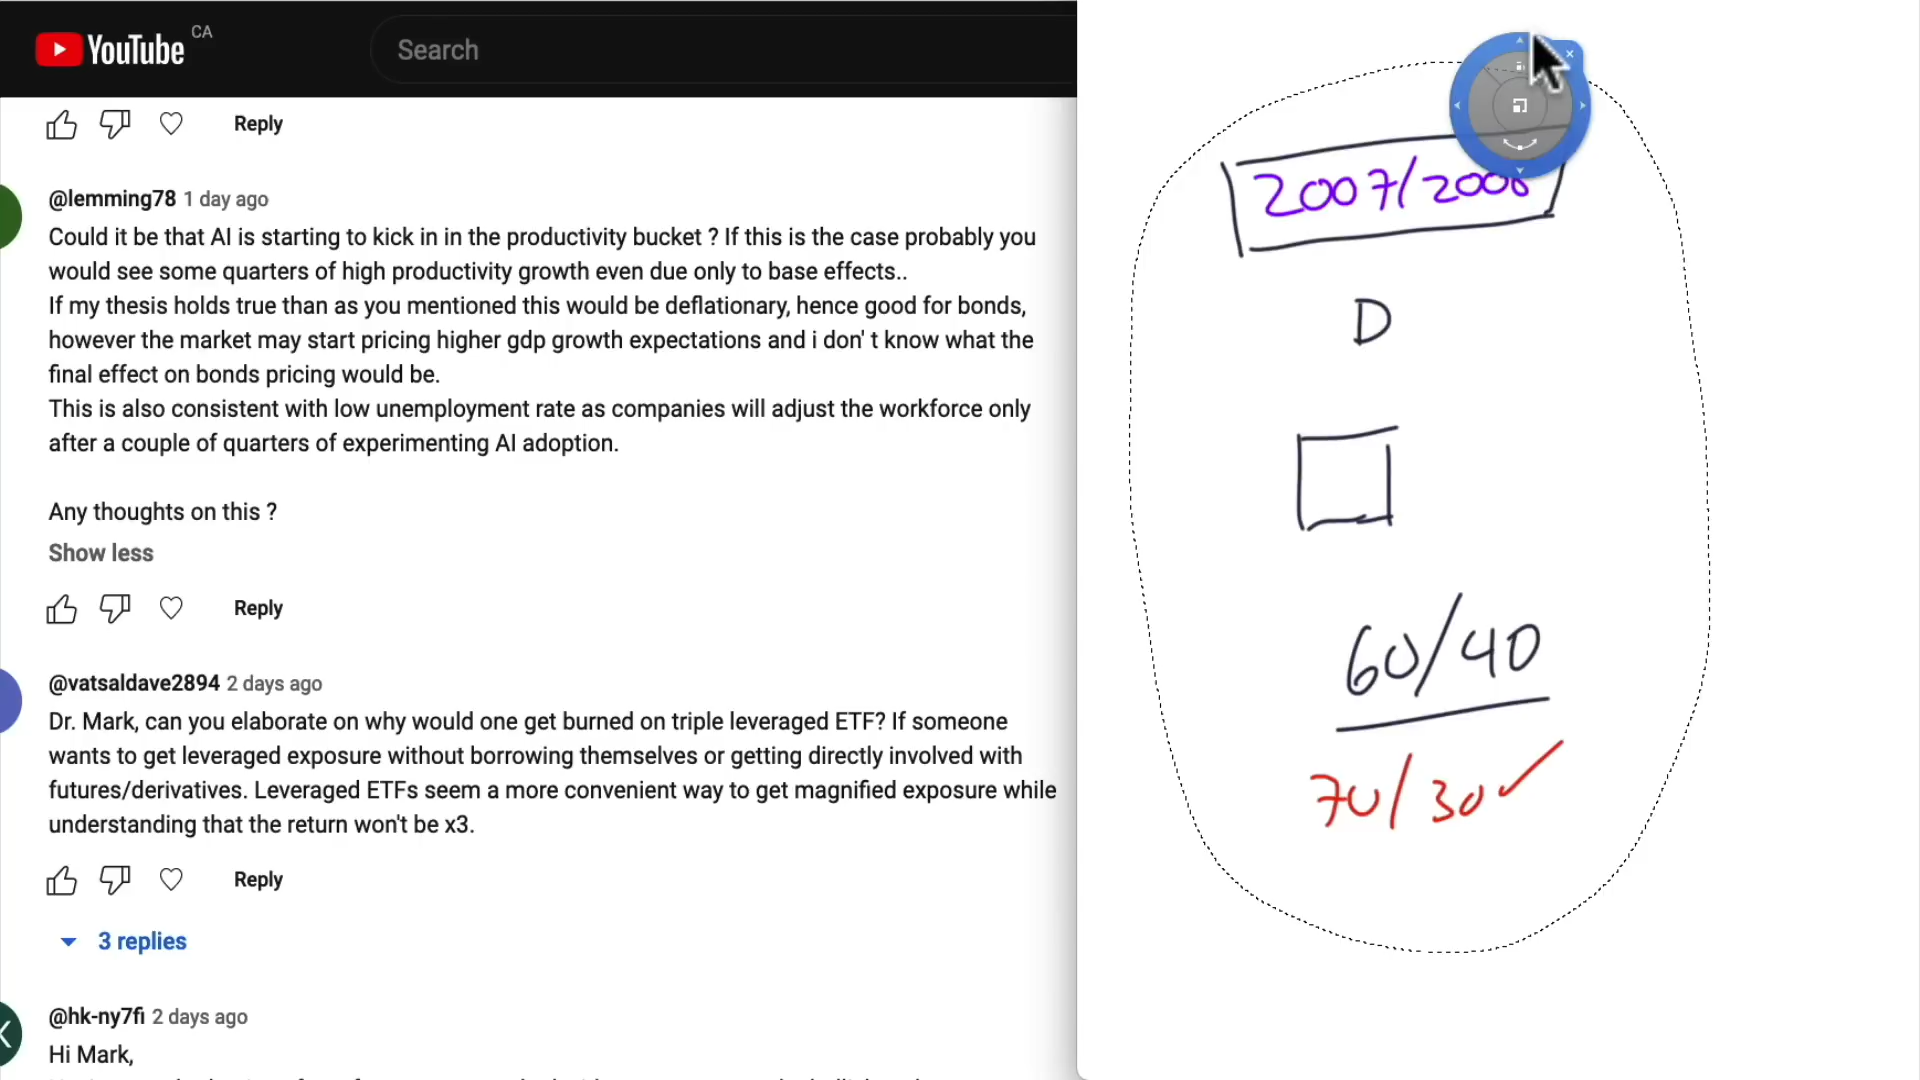 YouTube CA
Search
Reply
@lemming78 1 day ago
Could it be that AI is starting to kick in in the productivity bucket ? If this is the case probably you
would see some quarters of high productivity growth even due only to base effects..
If my thesis holds true than as you mentioned this would be deflationary, hence good for bonds,
however the market may start pricing higher gdp growth expectations and i don' t know what the
final effect on bonds pricing would be.
This is also consistent with low unemployment rate as companies will adjust the workforce only
after a couple of quarters of experimenting AI adoption.
Any thoughts on this ?
Show less
Reply
@vatsaldave2894 2 days ago
Dr. Mark, can you elaborate on why would one get burned on triple leveraged ETF? If someone
wants to get leveraged exposure without borrowing themselves or getting directly involved with
futures/derivatives. Leveraged ETFs seem a more convenient way to get magnified exposure while
understanding that the return won't be x3.
Reply
3 replies
@hk-ny7fi 2 days ago
Hi Mark,
2007/2008
D
60/40
70/30